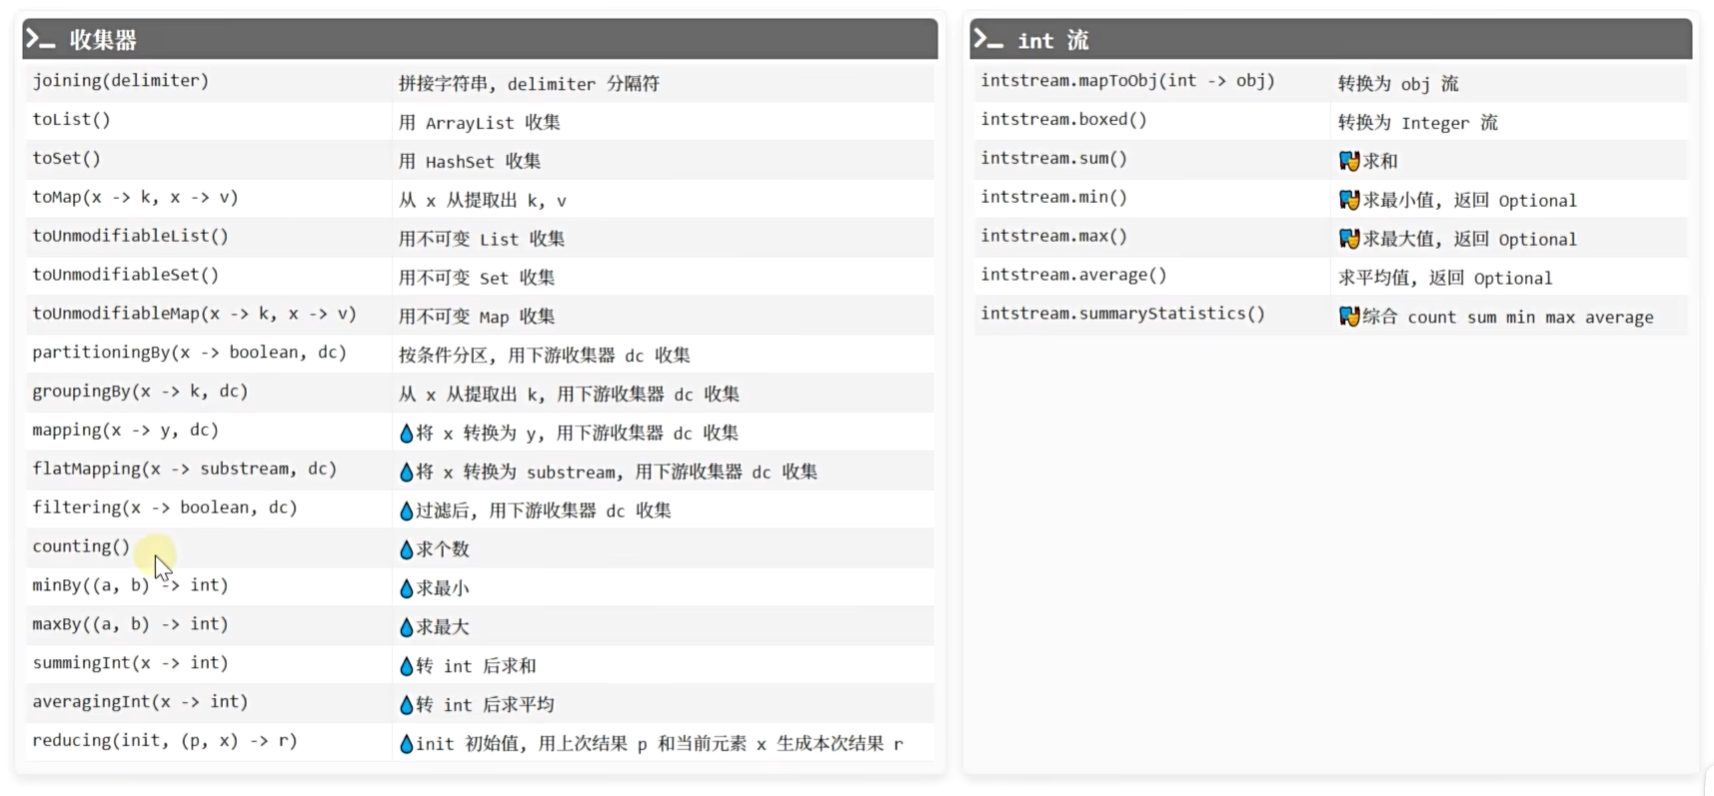 收集器
joining(delimiter) 拼接字符串, delimiter 分隔符
toList() 用 ArrayList 收集
toSet() 用 HashSet 收集
toMap(x -> k, x -> v) 从 x 从提取出 k, v
toUnmodifiableList() 用不可变 List 收集
toUnmodifiableSet() 用不可变 Set 收集
toUnmodifiableMap(x -> k, x -> v) 用不可变 Map 收集
partitioningBy(x -> boolean, dc) 按条件分区, 用下游收集器 dc 收集
groupingBy(x -> k, dc) 从 x 从提取出 k, 用下游收集器 dc 收集
mapping(x -> y, dc) 将 x 转换为 y, 用下游收集器 dc 收集
flatMapping(x -> substream, dc) 将 x 转换为 substream, 用下游收集器 dc 收集
filtering(x -> boolean, dc) 过滤后, 用下游收集器 dc 收集
counting() 求个数
minBy((a, b) -> int) 求最小
maxBy((a, b) -> int) 求最大
summingInt(x -> int) 转 int 后求和
averagingInt(x -> int) 转 int 后求平均
reducing(init, (p, x) -> r) init 初始值, 用上次结果 p 和当前元素 x 生成本次结果 r
int 流
intstream.mapToObj(int -> obj) 转换为 obj 流
intstream.boxed() 转换为 Integer 流
intstream.sum() 求和
intstream.min() 求最小值, 返回 Optional
intstream.max() 求最大值, 返回 Optional
intstream.average() 求平均值, 返回 Optional
intstream.summaryStatistics() 综合 count sum min max average